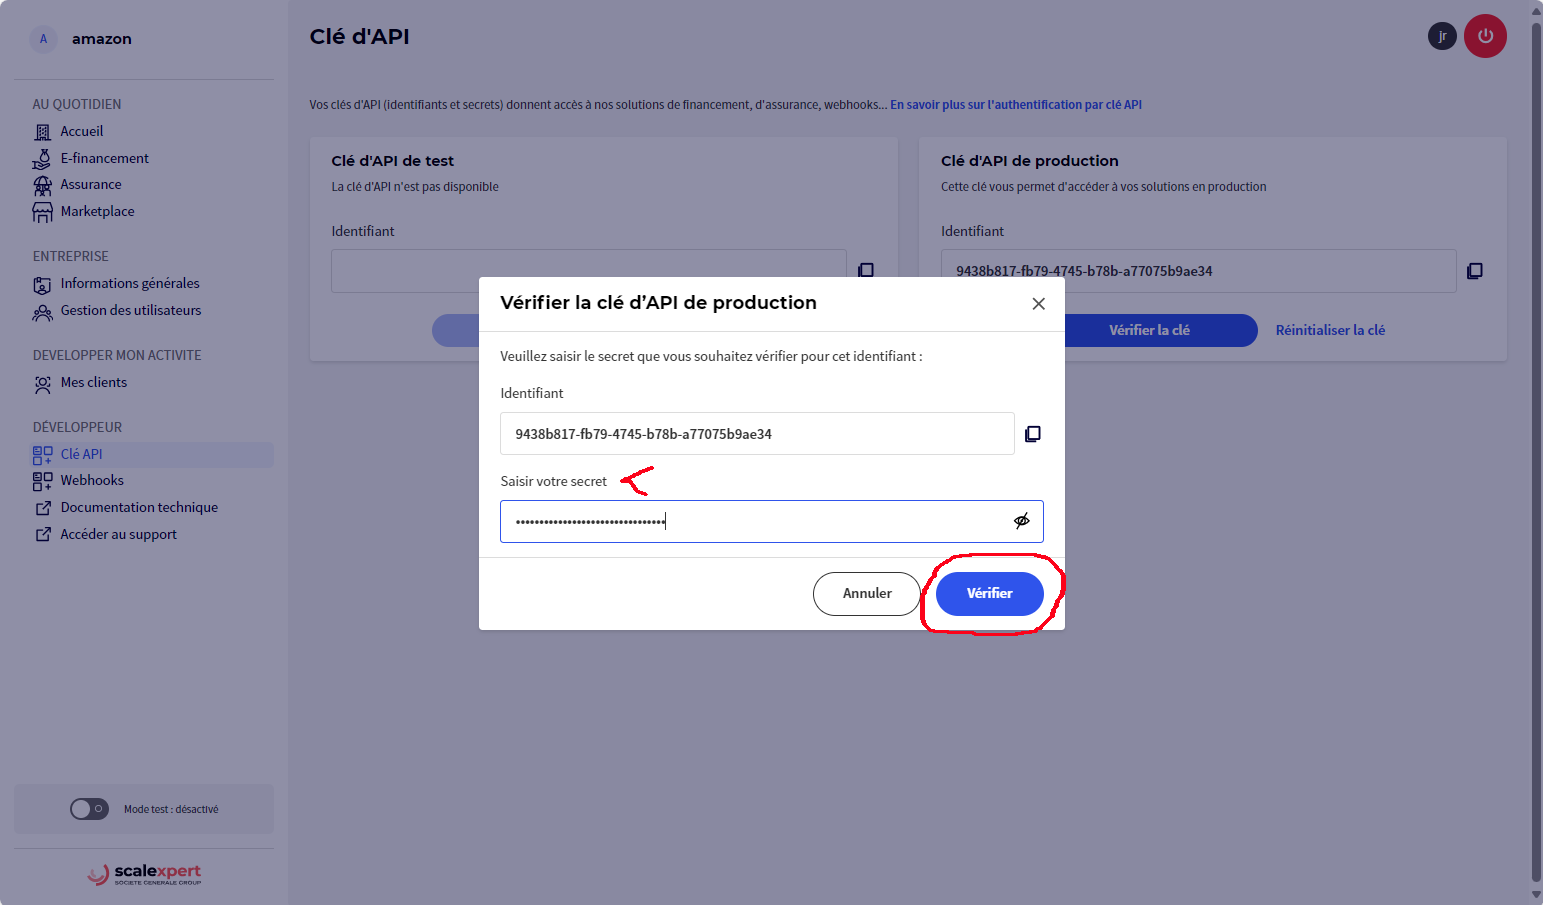 A amazon
AU QUOTIDIEN
Accueil
E-financement
Assurance
Marketplace
ENTREPRISE
Informations générales
Gestion des utilisateurs
DEVELOPPER MON ACTIVITE
Mes clients
DÉVELOPPEUR
Clé API
Webhooks
Documentation technique
Accéder au support
Mode test : désactivé
scalexpert
SOCIETE GENERALE GROUP
Clé d'API
jr
Vos clés d'API (identifiants et secrets) donnent accès à nos solutions de financement, d'assurance, webhooks... En savoir plus sur l'authentification par clé API
Clé d'API de test
La clé d'API n'est pas disponible
Identifiant
Clé d'API de production
Cette clé vous permet d'accéder à vos solutions en production
Identifiant
9438b817-fb79-4745-b78b-a77075b9ae34
Vérifier la clé
Réinitialiser la clé
Vérifier la clé d’API de production
Veuillez saisir le secret que vous souhaitez vérifier pour cet identifiant :
Identifiant
9438b817-fb79-4745-b78b-a77075b9ae34
Saisir votre secret
••••••••••••••••••••••••••••••••
Annuler
Vérifier